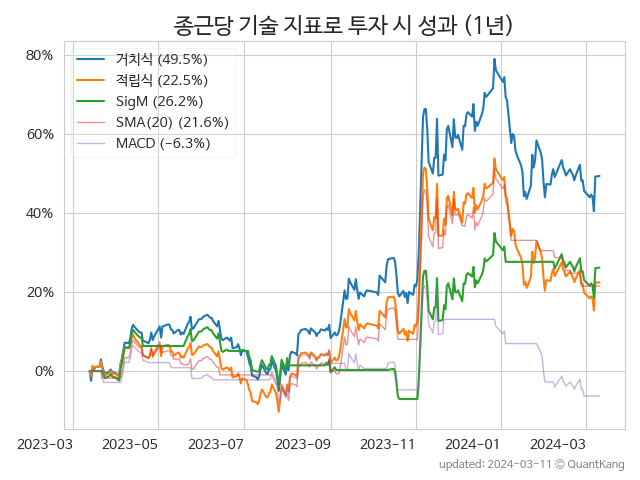 종근당 기술 지표로 투자 시 성과 (1년)
80%
60%
40%
20%
0%
거치식 (49.5%)
적립식 (22.5%)
SigM (26.2%)
SMA(20) (21.6%)
MACD (−6.3%)
2023-03 2023-05 2023-07 2023-09 2023-11 2024-01 2024-03
updated: 2024-03-11 © QuantKang